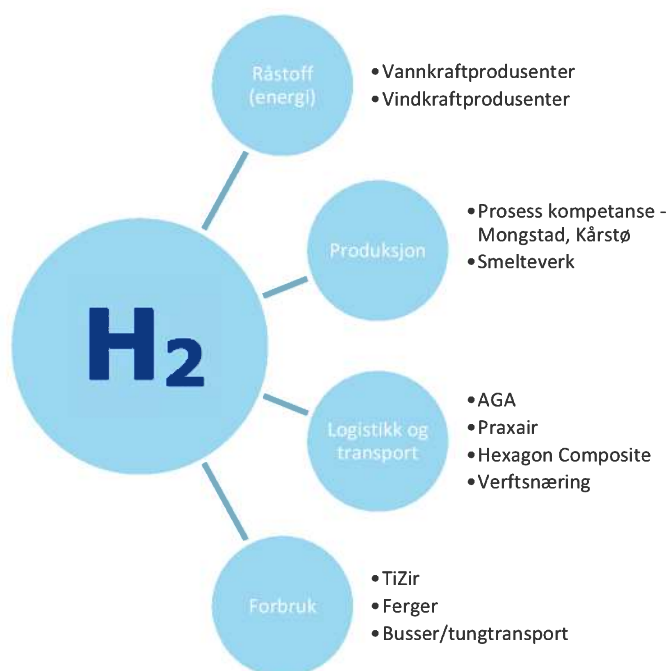 Råstoff
(energi)
•Vannkraftprodusenter
•Vindkraftprodusenter
Produksjon
•Prosess kompetanse -
Mongstad, Kårstø
•Smelteverk
H₂
Logistikk og
transport
•AGA
•Praxair
•Hexagon Composite
•Verftsnæring
Forbruk
•TiZir
•Ferger
•Busser/tungtransport